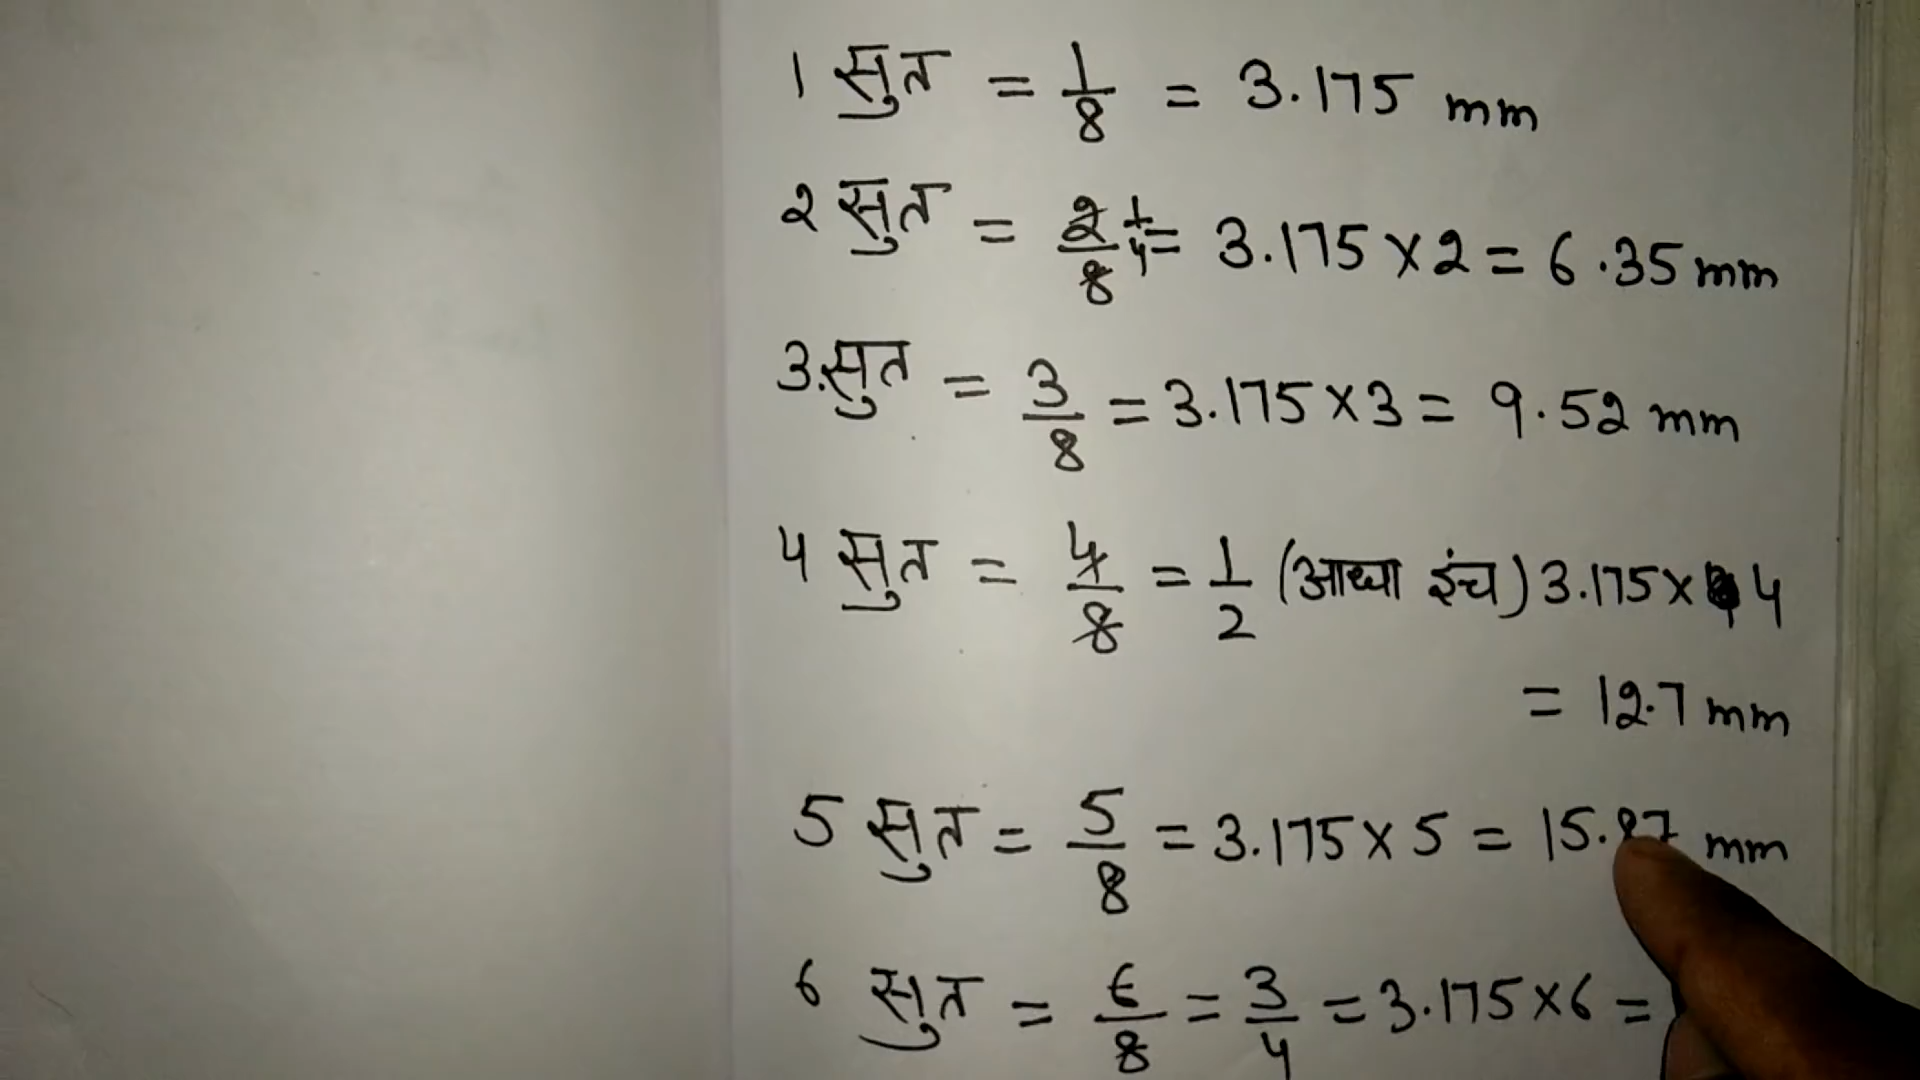 1 सुत = 1/8 = 3.175 mm
2 सुत = 2/8 1/4 = 3.175 × 2 = 6.35 mm
3. सुत = 3/8 = 3.175 × 3 = 9.52 mm
4 सुत = 4/8 = 1/2 (आधा इंच) 3.175 × 4
= 12.7 mm
5 सुत = 5/8 = 3.175 × 5 = 15.87 mm
6 सुत = 6/8 = 3/4 = 3.175 × 6 =